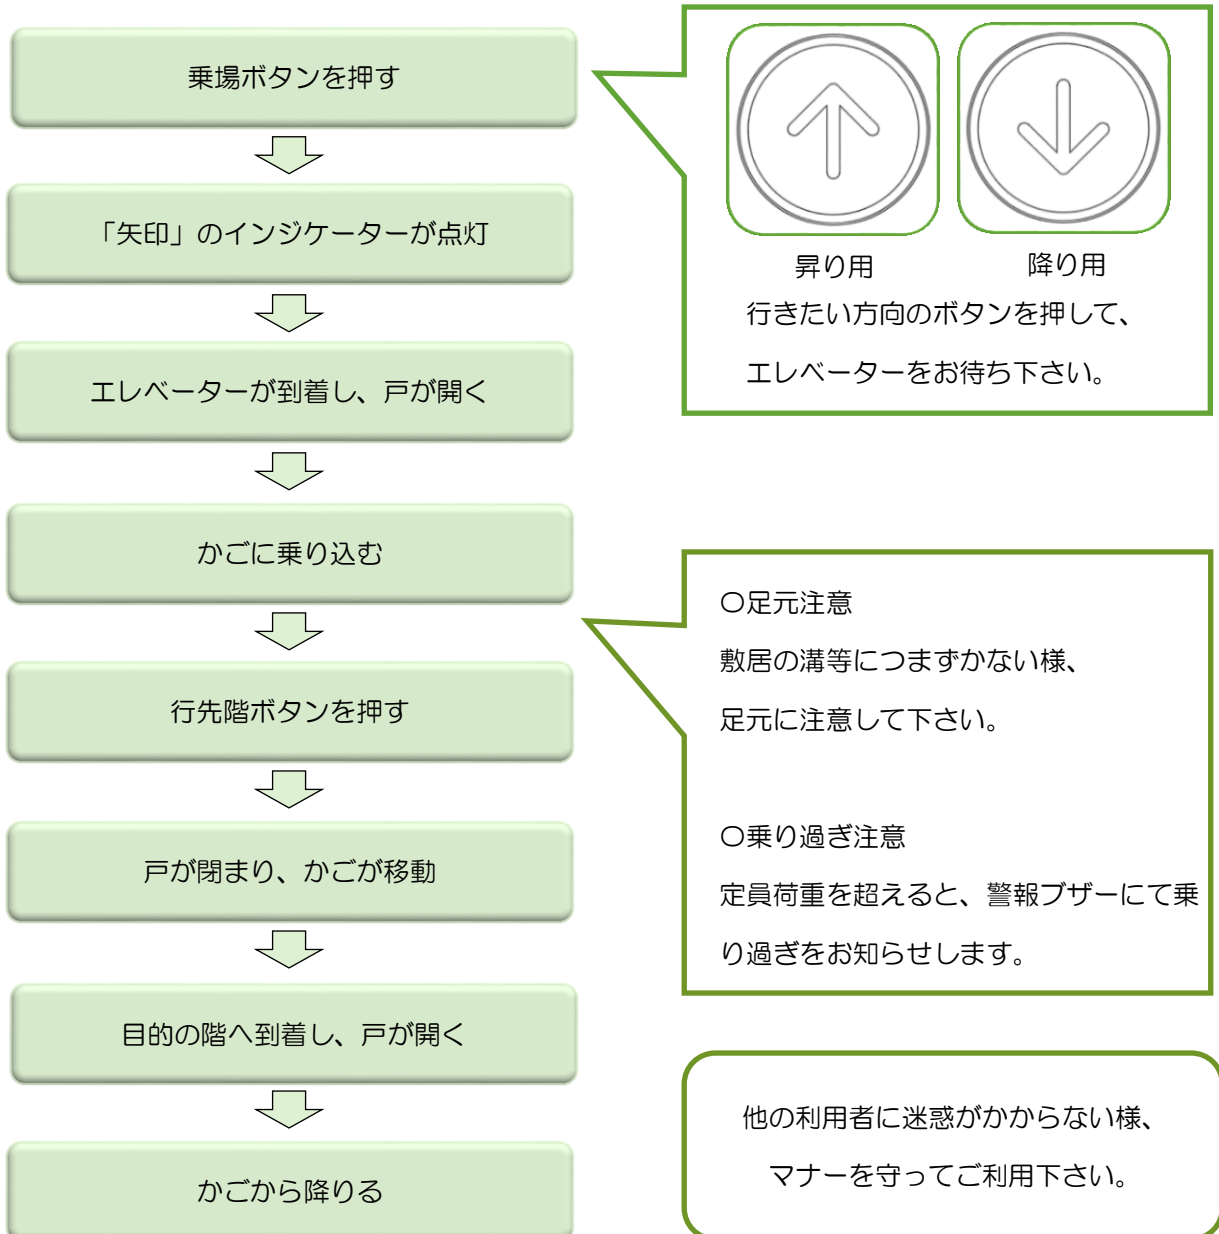 乗場ボタンを押す
「矢印」のインジケーターが点灯
エレベーターが到着し、戸が開く
かごに乗り込む
行先階ボタンを押す
戸が閉まり、かごが移動
目的の階へ到着し、戸が開く
かごから降りる
昇り用
降り用
行きたい方向のボタンを押して、
エレベーターをお待ち下さい。
〇足元注意
敷居の溝等につまずかない様、
足元に注意して下さい。
〇乗り過ぎ注意
定員荷重を超えると、警報ブザーにて乗
り過ぎをお知らせします。
他の利用者に迷惑がかからない様、
マナーを守ってご利用下さい。